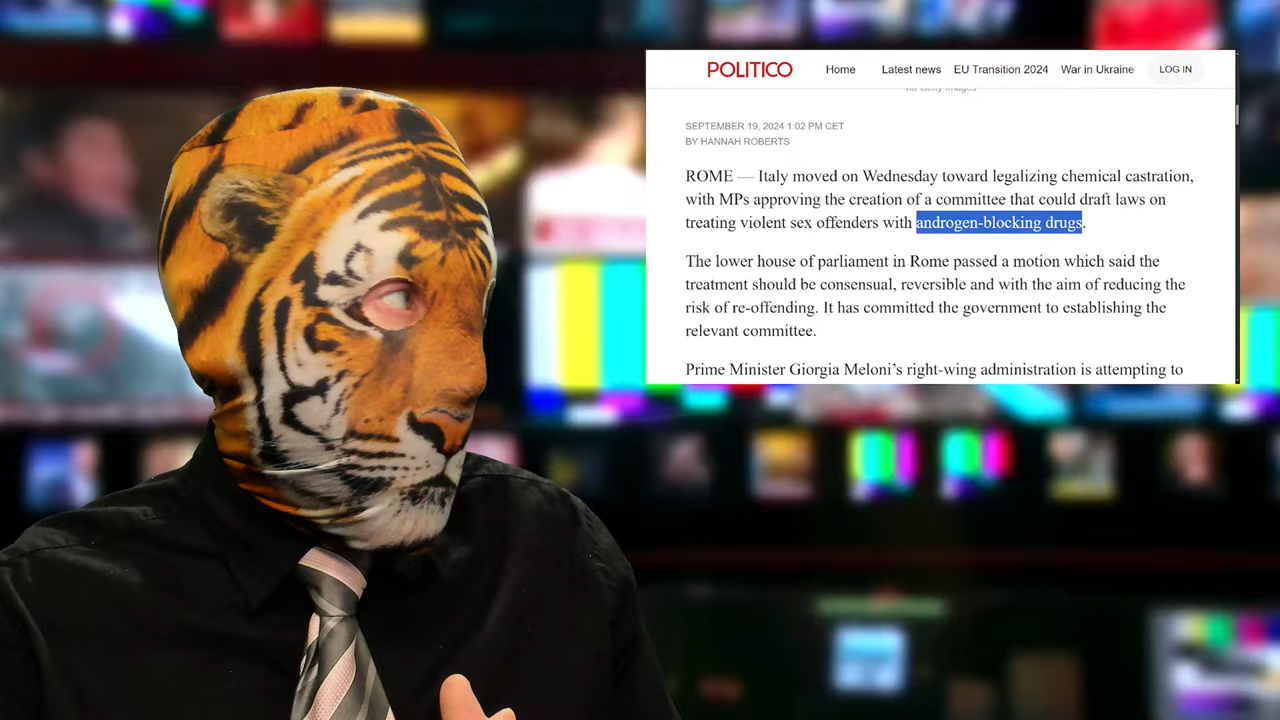 POLITICO
Home Latest news EU Transition 2024 War in Ukraine LOG IN
via Getty Images
SEPTEMBER 19, 2024 1:02 PM CET
BY HANNAH ROBERTS
ROME — Italy moved on Wednesday toward legalizing chemical castration,
with MPs approving the creation of a committee that could draft laws on
treating violent sex offenders with androgen-blocking drugs.
The lower house of parliament in Rome passed a motion which said the
treatment should be consensual, reversible and with the aim of reducing the
risk of re-offending. It has committed the government to establishing the
relevant committee.
Prime Minister Giorgia Meloni’s right-wing administration is attempting to